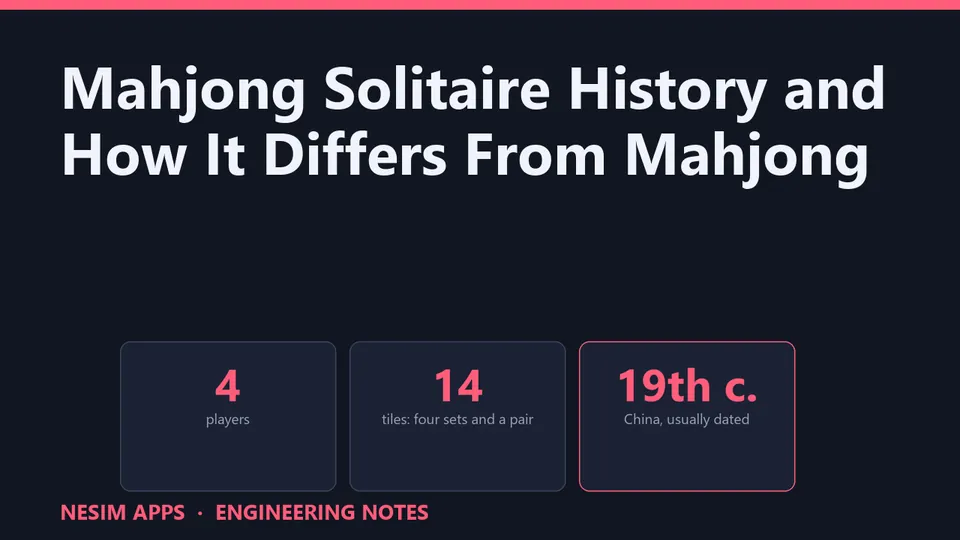 Mahjong Solitaire History and
How It Differs From Mahjong
4
players
14
tiles: four sets and a pair
19th c.
China, usually dated
NESIM APPS · ENGINEERING NOTES